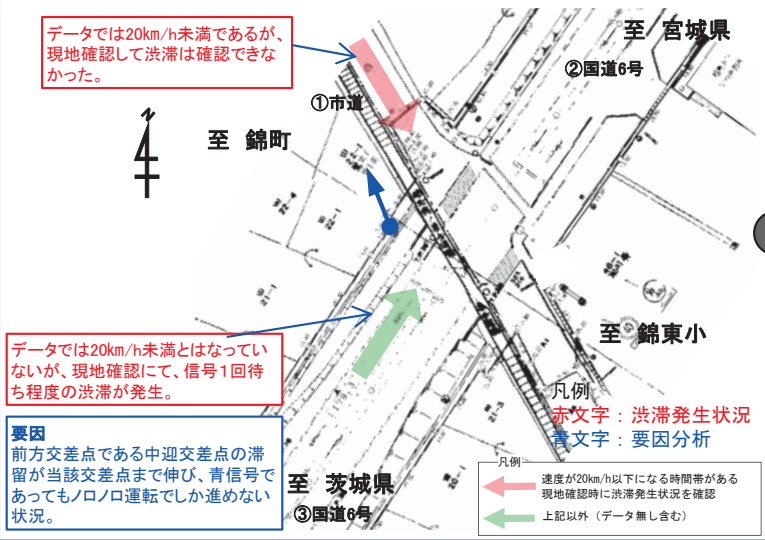 データでは20km/h未満であるが、
現地確認して渋滞は確認できな
かった。
至 宮城県
②国道6号
①市道
至 錦町
N
22-4
22-1
21-1
至 錦東小
データでは20km/h未満とはなってい
ないが、現地確認にて、信号1回待
ち程度の渋滞が発生。
要因
前方交差点である中迎交差点の滞
留が当該交差点まで伸び、青信号で
あってもノロノロ運転でしか進めない
状況。
至 茨城県
③国道6号
20-1
凡例
赤文字：渋滞発生状況
青文字：要因分析
凡例
速度が20km/h以下になる時間帯がある
現地確認時に渋滞発生状況を確認
上記以外（データ無し含む）